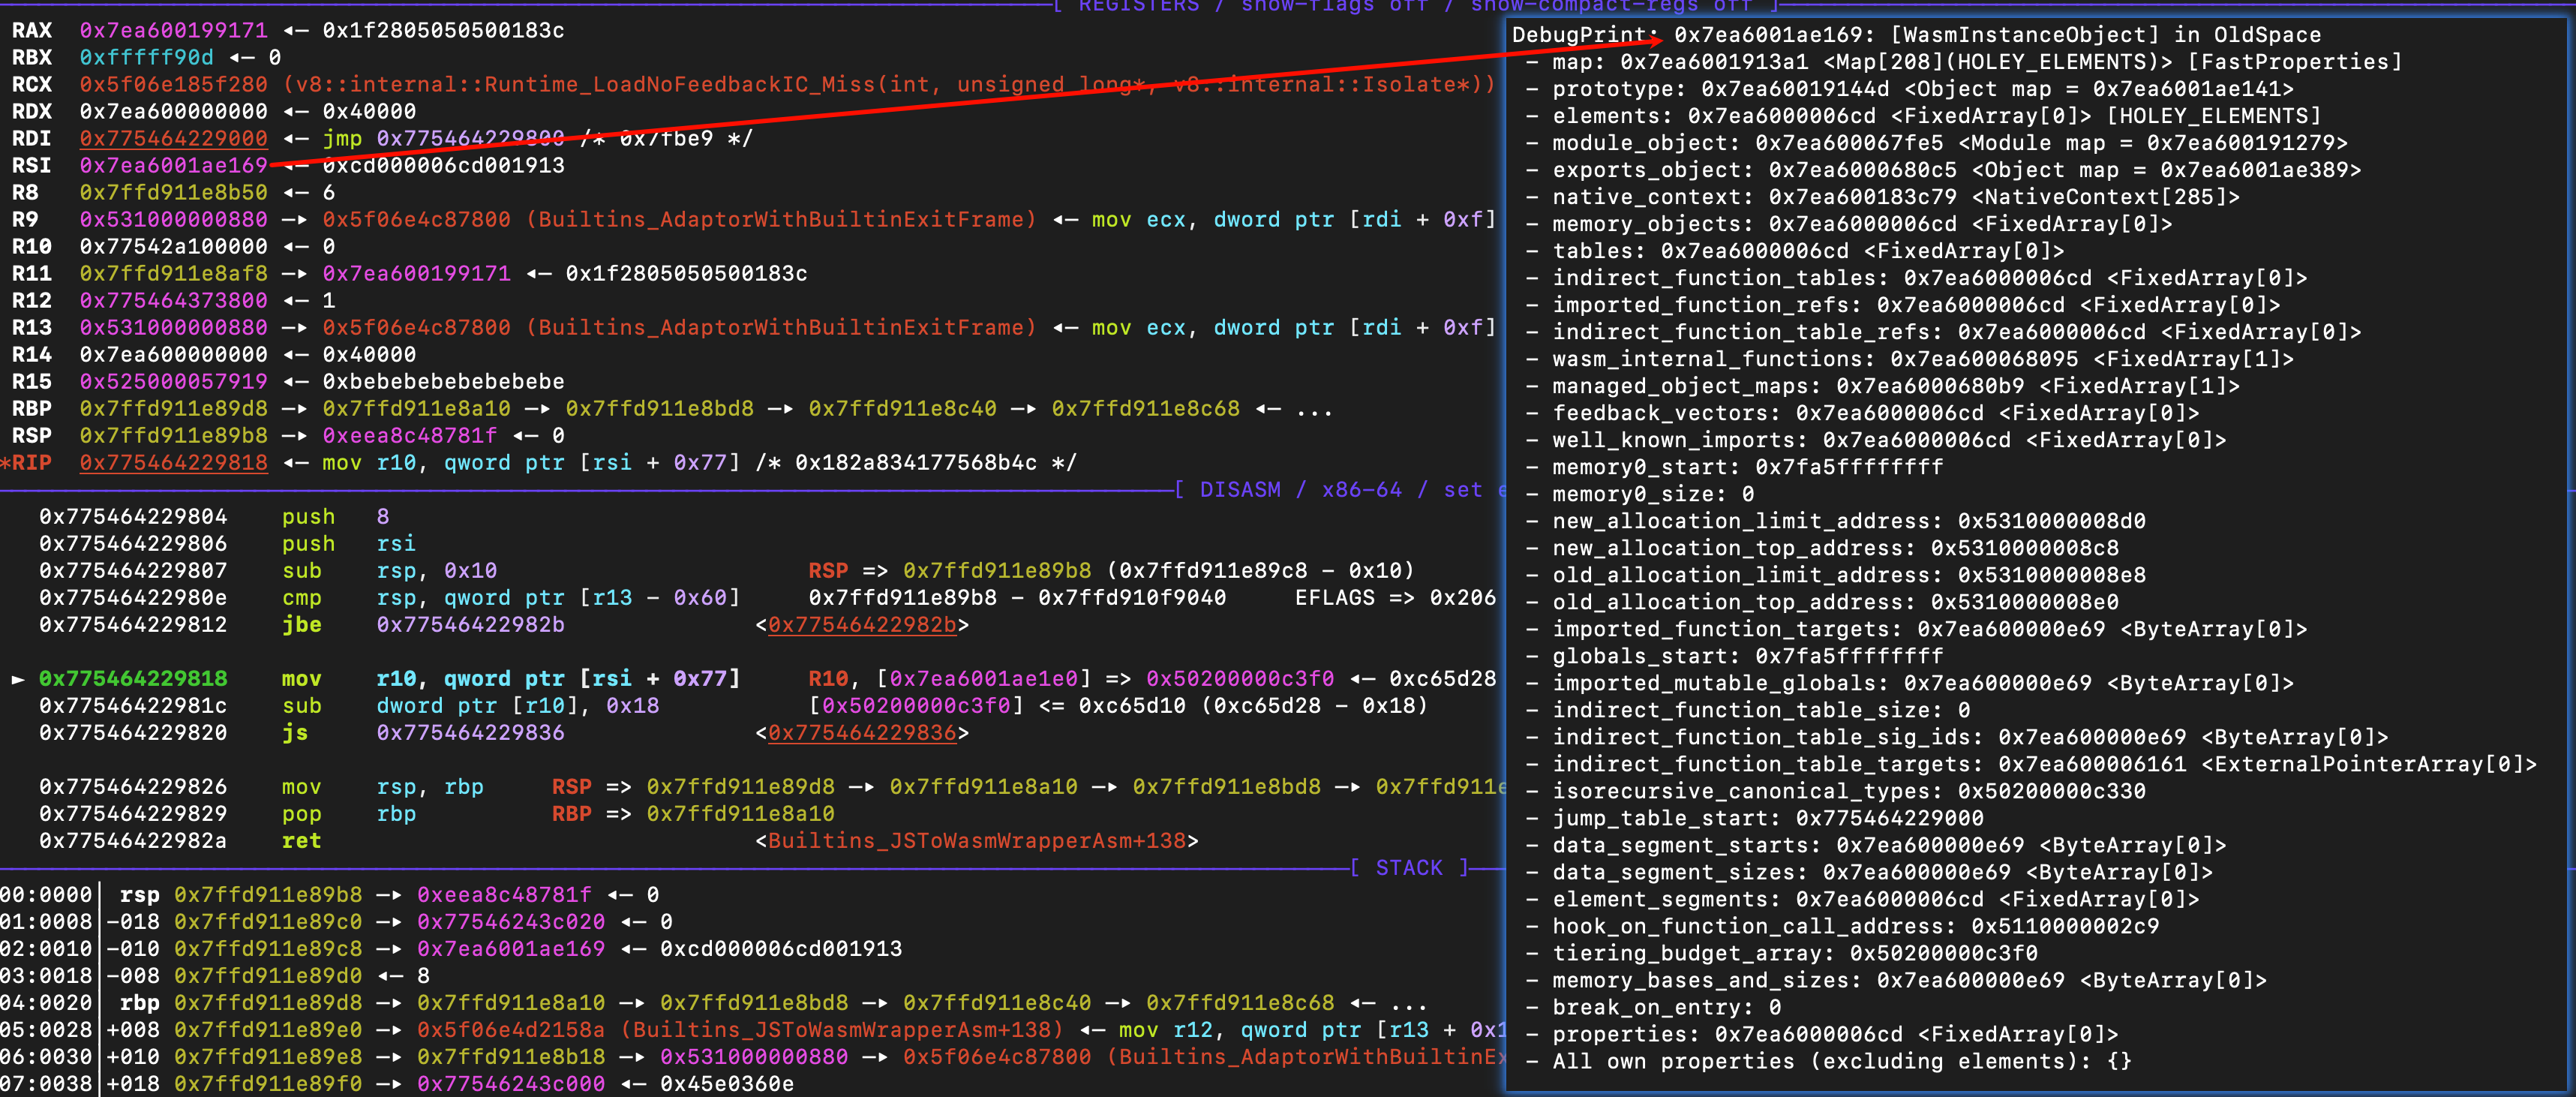 [ REGISTERS / show-flags off / show-compact-regs off ]
RAX  0x7ea600199171 ◂— 0x1f2805050500183c
RBX  0xfffff90d ◂— 0
RCX  0x5f06e185f280 (v8::internal::Runtime_LoadNoFeedbackIC_Miss(int, unsigned long*, v8::internal::Isolate*))
RDX  0x7ea600000000 ◂— 0x40000
RDI  0x775464229000 ◂— jmp 0x775464229800 /* 0x7fbe9 */
RSI  0x7ea6001ae169 ◂— 0xcd000006cd001913
R8   0x7ffd911e8b50 ◂— 6
R9   0x531000000880 —▸ 0x5f06e4c87800 (Builtins_AdaptorWithBuiltinExitFrame) ◂— mov ecx, dword ptr [rdi + 0xf]
R10  0x77542a100000 ◂— 0
R11  0x7ffd911e8af8 —▸ 0x7ea600199171 ◂— 0x1f2805050500183c
R12  0x775464373800 ◂— 1
R13  0x531000000880 —▸ 0x5f06e4c87800 (Builtins_AdaptorWithBuiltinExitFrame) ◂— mov ecx, dword ptr [rdi + 0xf]
R14  0x7ea600000000 ◂— 0x40000
R15  0x525000057919 ◂— 0xbebebebebebebebe
RBP  0x7ffd911e89d8 —▸ 0x7ffd911e8a10 —▸ 0x7ffd911e8bd8 —▸ 0x7ffd911e8c40 —▸ 0x7ffd911e8c68 ◂— ...
RSP  0x7ffd911e89b8 —▸ 0xeea8c48781f ◂— 0
*RIP  0x775464229818 ◂— mov r10, qword ptr [rsi + 0x77] /* 0x182a834177568b4c */
[ DISASM / x86-64 / set e
0x775464229804    push   8
0x775464229806    push   rsi
0x775464229807    sub    rsp, 0x10    RSP => 0x7ffd911e89b8 (0x7ffd911e89c8 - 0x10)
0x77546422980e    cmp    rsp, qword ptr [r13 - 0x60]    0x7ffd911e89b8 - 0x7ffd910f9040    EFLAGS => 0x206
0x775464229812    jbe    0x77546422982b    <0x77546422982b>
► 0x775464229818    mov    r10, qword ptr [rsi + 0x77]    R10, [0x7ea6001ae1e0] => 0x50200000c3f0 ◂— 0xc65d28
0x77546422981c    sub    dword ptr [r10], 0x18    [0x50200000c3f0] <= 0xc65d10 (0xc65d28 - 0x18)
0x775464229820    js     0x775464229836    <0x775464229836>
0x775464229826    mov    rsp, rbp    RSP => 0x7ffd911e89d8 —▸ 0x7ffd911e8a10 —▸ 0x7ffd911e8bd8 —▸ 0x7ffd911e
0x775464229829    pop    rbp    RBP => 0x7ffd911e8a10
0x77546422982a    ret    <Builtins_JSToWasmWrapperAsm+138>
[ STACK ]
00:0000│ rsp 0x7ffd911e89b8 —▸ 0xeea8c48781f ◂— 0
01:0008│-018 0x7ffd911e89c0 —▸ 0x77546243c020 ◂— 0
02:0010│-010 0x7ffd911e89c8 —▸ 0x7ea6001ae169 ◂— 0xcd000006cd001913
03:0018│-008 0x7ffd911e89d0 ◂— 8
04:0020│ rbp 0x7ffd911e89d8 —▸ 0x7ffd911e8a10 —▸ 0x7ffd911e8bd8 —▸ 0x7ffd911e8c40 —▸ 0x7ffd911e8c68 ◂— ...
05:0028│+008 0x7ffd911e89e0 —▸ 0x5f06e4d2158a (Builtins_JSToWasmWrapperAsm+138) ◂— mov r12, qword ptr [r13 + 0x1
06:0030│+010 0x7ffd911e89e8 —▸ 0x7ffd911e8b18 —▸ 0x531000000880 —▸ 0x5f06e4c87800 (Builtins_AdaptorWithBuiltinEx
07:0038│+018 0x7ffd911e89f0 —▸ 0x77546243c000 ◂— 0x45e0360e
DebugPrint: 0x7ea6001ae169: [WasmInstanceObject] in OldSpace
- map: 0x7ea6001913a1 <Map[208](HOLEY_ELEMENTS)> [FastProperties]
- prototype: 0x7ea60019144d <Object map = 0x7ea6001ae141>
- elements: 0x7ea6000006cd <FixedArray[0]> [HOLEY_ELEMENTS]
- module_object: 0x7ea600067fe5 <Module map = 0x7ea600191279>
- exports_object: 0x7ea6000680c5 <Object map = 0x7ea6001ae389>
- native_context: 0x7ea600183c79 <NativeContext[285]>
- memory_objects: 0x7ea6000006cd <FixedArray[0]>
- tables: 0x7ea6000006cd <FixedArray[0]>
- indirect_function_tables: 0x7ea6000006cd <FixedArray[0]>
- imported_function_refs: 0x7ea6000006cd <FixedArray[0]>
- indirect_function_table_refs: 0x7ea6000006cd <FixedArray[0]>
- wasm_internal_functions: 0x7ea600068095 <FixedArray[1]>
- managed_object_maps: 0x7ea6000680b9 <FixedArray[1]>
- feedback_vectors: 0x7ea6000006cd <FixedArray[0]>
- well_known_imports: 0x7ea6000006cd <FixedArray[0]>
- memory0_start: 0x7fa5ffffffff
- memory0_size: 0
- new_allocation_limit_address: 0x5310000008d0
- new_allocation_top_address: 0x5310000008c8
- old_allocation_limit_address: 0x5310000008e8
- old_allocation_top_address: 0x5310000008e0
- imported_function_targets: 0x7ea600000e69 <ByteArray[0]>
- globals_start: 0x7fa5ffffffff
- imported_mutable_globals: 0x7ea600000e69 <ByteArray[0]>
- indirect_function_table_size: 0
- indirect_function_table_sig_ids: 0x7ea600000e69 <ByteArray[0]>
- indirect_function_table_targets: 0x7ea600006161 <ExternalPointerArray[0]>
- isorecursive_canonical_types: 0x50200000c330
- jump_table_start: 0x775464229000
- data_segment_starts: 0x7ea600000e69 <ByteArray[0]>
- data_segment_sizes: 0x7ea600000e69 <ByteArray[0]>
- element_segments: 0x7ea6000006cd <FixedArray[0]>
- hook_on_function_call_address: 0x5110000002c9
- tiering_budget_array: 0x50200000c3f0
- memory_bases_and_sizes: 0x7ea600000e69 <ByteArray[0]>
- break_on_entry: 0
- properties: 0x7ea6000006cd <FixedArray[0]>
- All own properties (excluding elements): {}